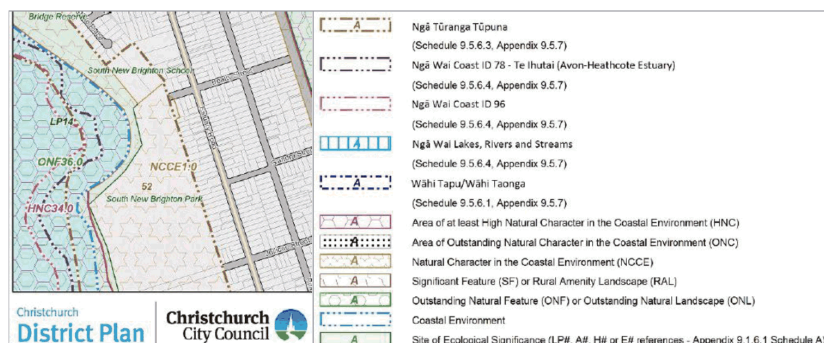 Bridge Reserve
South New Brighton School
LP14
ONF36.0
NCCE1.0
52
South New Brighton Park
HNC34.0
Christchurch
District Plan
Christchurch
City Council
A Ngā Tūranga Tūpuna
(Schedule 9.5.6.3, Appendix 9.5.7)
A Ngā Wai Coast ID 78 - Te Ihutai (Avon-Heathcote Estuary)
(Schedule 9.5.6.4, Appendix 9.5.7)
A Ngā Wai Coast ID 96
(Schedule 9.5.6.4, Appendix 9.5.7)
A Ngā Wai Lakes, Rivers and Streams
(Schedule 9.5.6.4, Appendix 9.5.7)
A Wāhi Tapu/Wāhi Taonga
(Schedule 9.5.6.1, Appendix 9.5.7)
A Area of at least High Natural Character in the Coastal Environment (HNC)
A Area of Outstanding Natural Character in the Coastal Environment (ONC)
A Natural Character in the Coastal Environment (NCCE)
A Significant Feature (SF) or Rural Amenity Landscape (RAL)
A Outstanding Natural Feature (ONF) or Outstanding Natural Landscape (ONL)
Coastal Environment
A Site of Ecological Significance (LP#, A#, H# or E# references - Appendix 9.1.6.1 Schedule A)